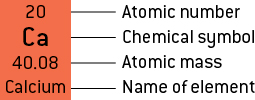 20 Atomic number
Ca Chemical symbol
40.08 Atomic mass
Calcium Name of element